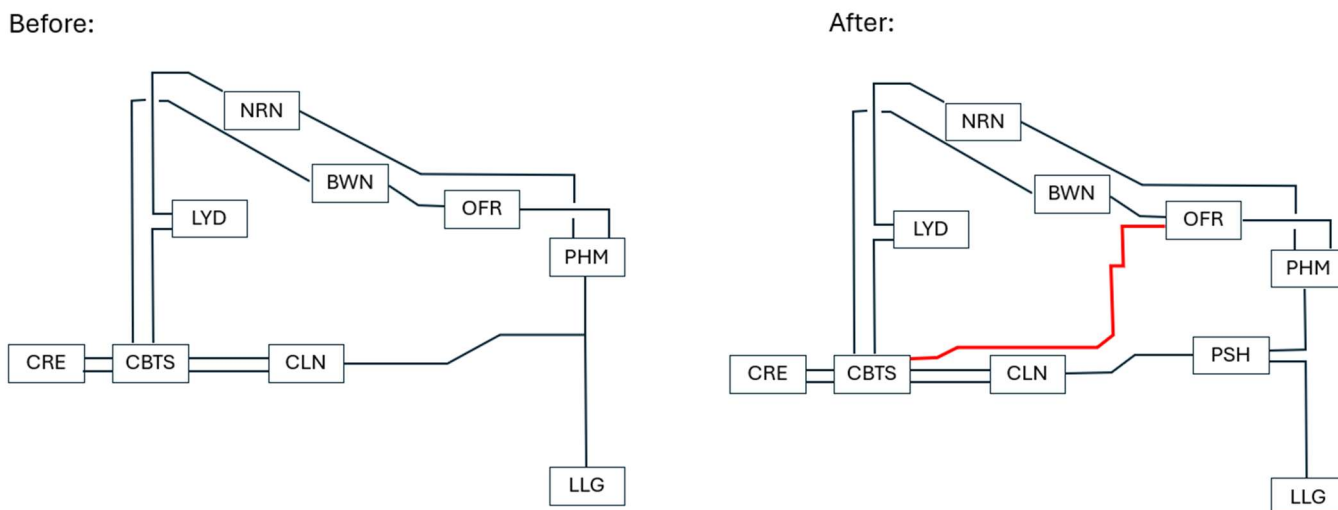 Before:
NRN
BWN
OFR
LYD
PHM
CRE
CBTS
CLN
LLG
After:
NRN
BWN
OFR
LYD
PHM
PSH
CRE
CBTS
CLN
LLG